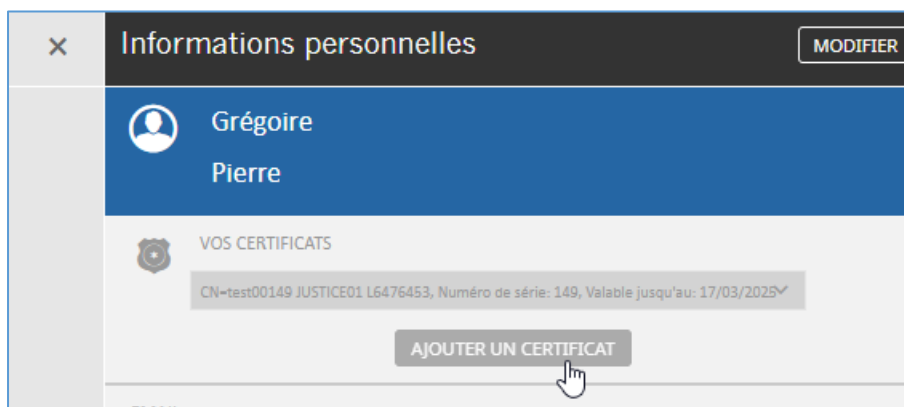 Informations personnelles
MODIFIER
Grégoire
Pierre
VOS CERTIFICATS
CN=test00149 JUSTICE01 L6476453, Numéro de série: 149, Valable jusqu'au: 17/03/2025
AJOUTER UN CERTIFICAT